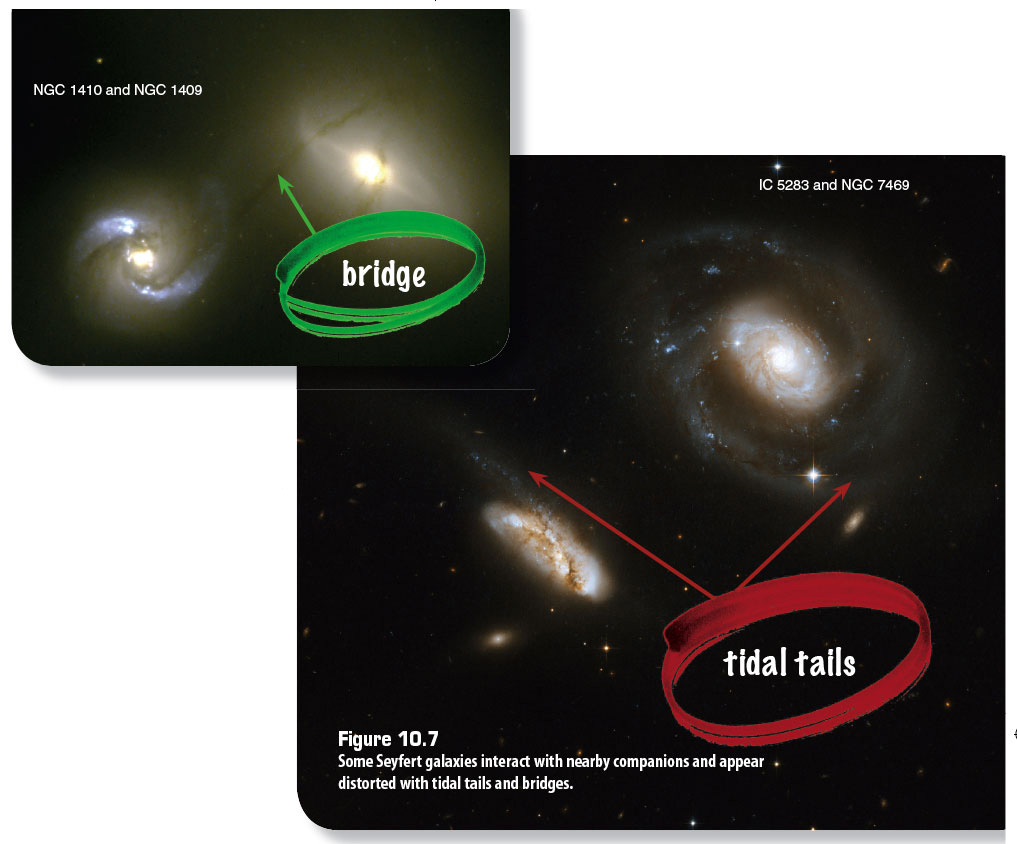 NGC 1410 and NGC 1409
IC 5283 and NGC 7469
bridge
tidal tails
Figure 10.7
Some Seyfert galaxies interact with nearby companions and appear
distorted with tidal tails and bridges.